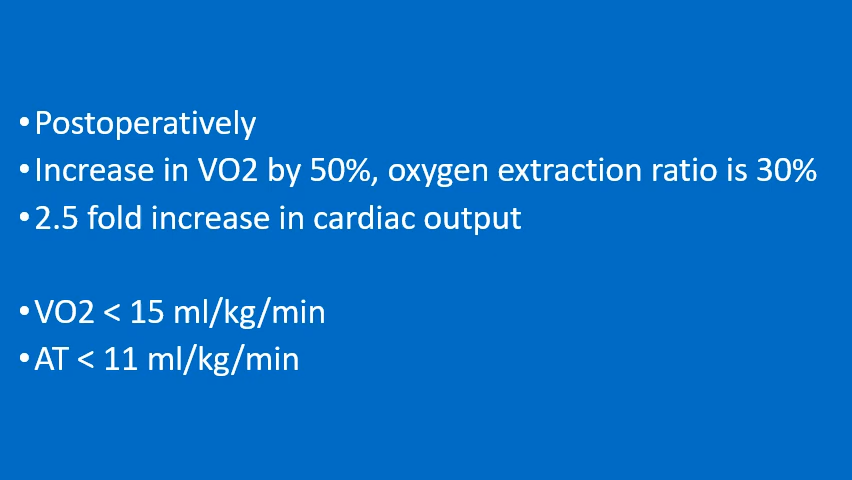 •Postoperatively
•Increase in VO2 by 50%, oxygen extraction ratio is 30%
•2.5 fold increase in cardiac output
•VO2 < 15 ml/kg/min
•AT < 11 ml/kg/min